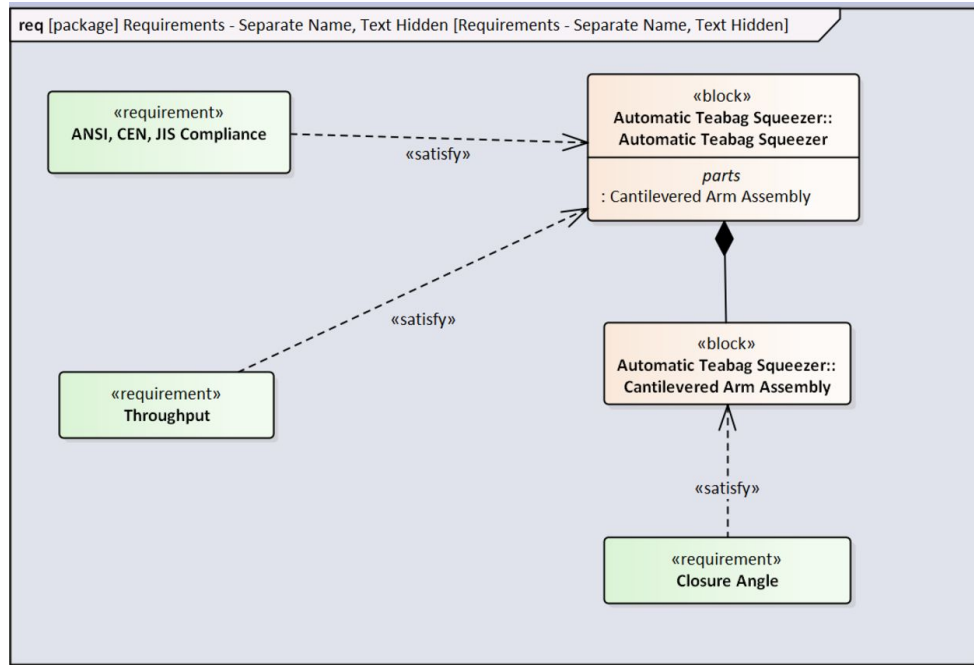 req [package] Requirements - Separate Name, Text Hidden [Requirements - Separate Name, Text Hidden]
«requirement»
ANSI, CEN, JIS Compliance
«satisfy»
«block»
Automatic Teabag Squeezer::
Automatic Teabag Squeezer
parts
: Cantilevered Arm Assembly
«satisfy»
«requirement»
Throughput
«block»
Automatic Teabag Squeezer::
Cantilevered Arm Assembly
«satisfy»
«requirement»
Closure Angle